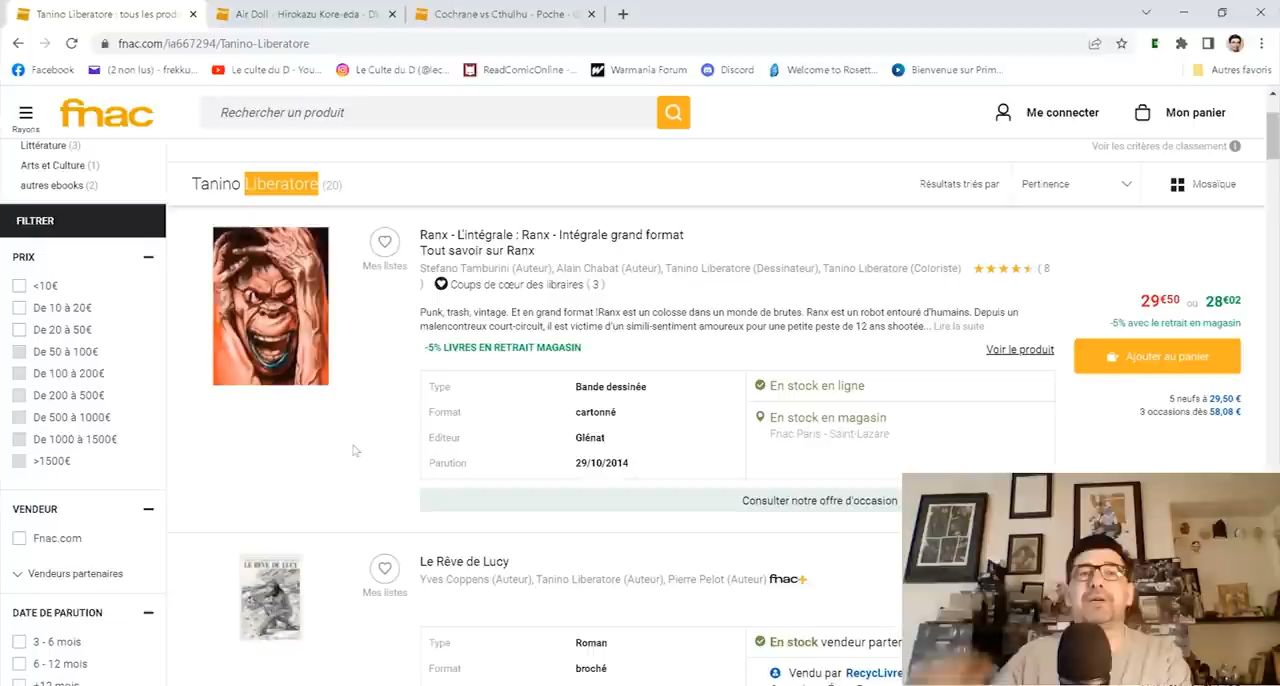 Tanino Liberatore : tous les prod
Air Doll - Hirokazu Kore-eda - D
Cochrane vs Cthulhu - Poche -
fnac.com/ia667294/Tanino-Liberatore
Facebook
(2 non lus) - frekku...
Le culte du D - You...
Le Culte du D (@lec...
ReadComicOnline -...
Warmania Forum
Discord
Welcome to Rosett...
Bienvenue sur Prim...
Autres favoris
Rayons
fnac
Rechercher un produit
Me connecter
Mon panier
Littérature (3)
Arts et Culture (1)
autres ebooks (2)
Voir les critères de classement
Tanino Liberatore (20)
Résultats triés par
Pertinence
Mosaïque
FILTRER
PRIX
<10€
De 10 à 20€
De 20 à 50€
De 50 à 100€
De 100 à 200€
De 200 à 500€
De 500 à 1000€
De 1000 à 1500€
>1500€
VENDEUR
Fnac.com
Vendeurs partenaires
DATE DE PARUTION
3 - 6 mois
6 - 12 mois
+12 mois
Mes listes
Ranx - L'intégrale : Ranx - Intégrale grand format
Tout savoir sur Ranx
Stefano Tamburini (Auteur), Alain Chabat (Auteur), Tanino Liberatore (Dessinateur), Tanino Liberatore (Coloriste) ( 8
) Coups de cœur des libraires ( 3 )
Punk, trash, vintage. Et en grand format !Ranx est un colosse dans un monde de brutes. Ranx est un robot entouré d'humains. Depuis un
malencontreux court-circuit, il est victime d'un simili-sentiment amoureux pour une petite peste de 12 ans shootée... Lire la suite
-5% LIVRES EN RETRAIT MAGASIN
Voir le produit
Type Bande dessinée
Format cartonné
Editeur Glénat
Parution 29/10/2014
En stock en ligne
En stock en magasin
Fnac Paris - Saint-Lazare
29€50 ou 28€02
-5% avec le retrait en magasin
Ajouter au panier
5 neufs à 29,50 €
3 occasions dès 58,08 €
Consulter notre offre d'occasion
LE RÊVE DE LUCY
Mes listes
Le Rêve de Lucy
Yves Coppens (Auteur), Tanino Liberatore (Auteur), Pierre Pelot (Auteur) fnac+
Type Roman
Format broché
En stock vendeur parten
Vendu par RecycLivre